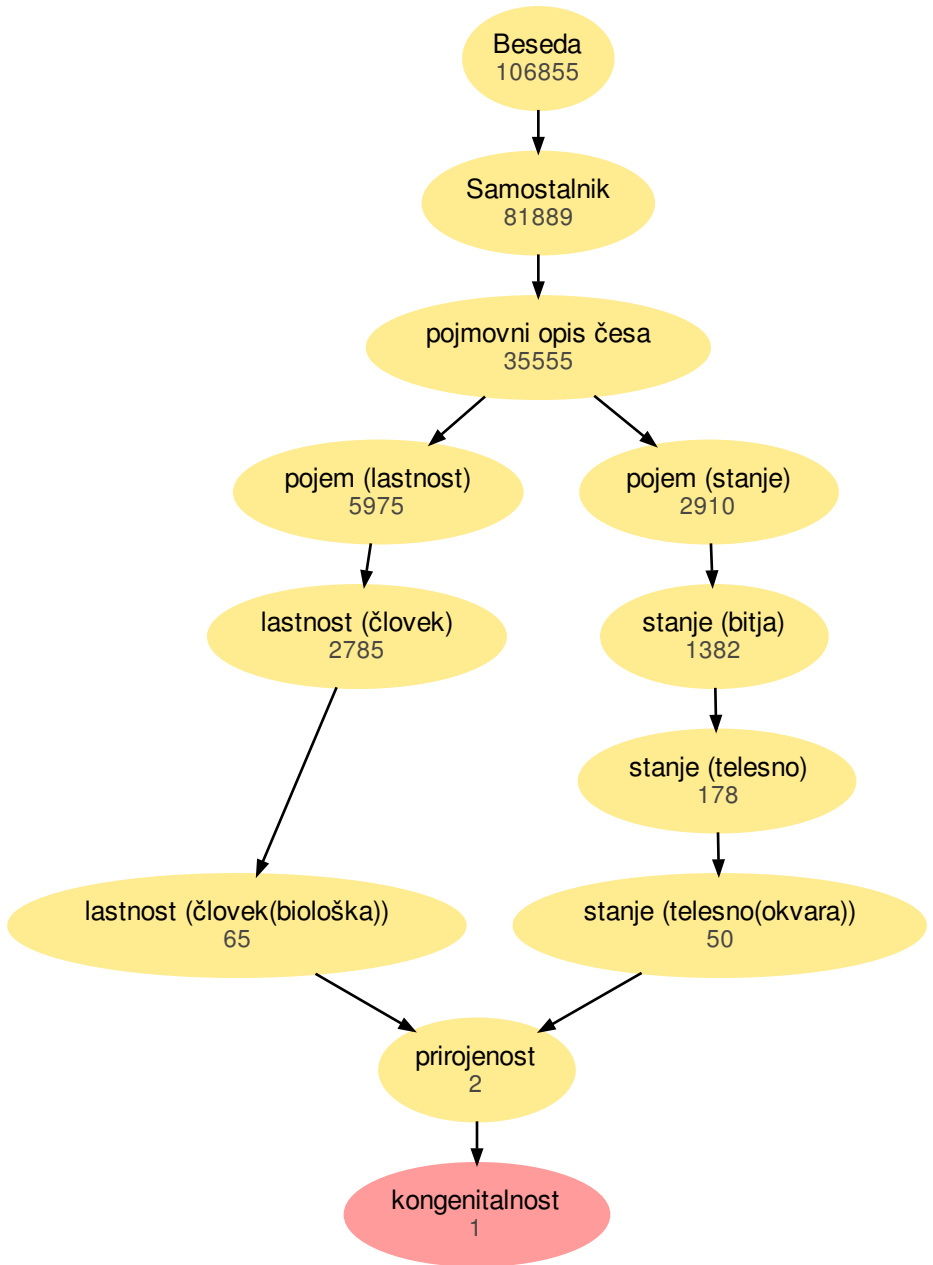 Beseda
106855
Samostalnik
81889
pojmovni opis česa
35555
pojem (lastnost)
5975
pojem (stanje)
2910
lastnost (človek)
2785
stanje (bitja)
1382
stanje (telesno)
178
lastnost (človek(biološka))
65
stanje (telesno(okvara))
50
prirojenost
2
kongenitalnost
1